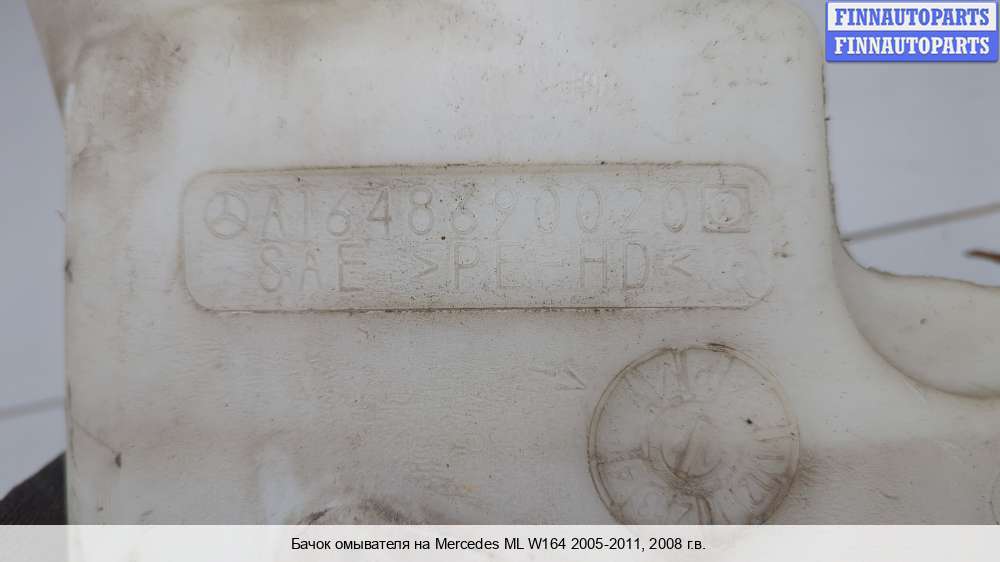 FINNAUTOPARTS
FINNAUTOPARTS
A1648690020
SAE >PE-HD<
Бачок омывателя на Mercedes ML W164 2005-2011, 2008 г.в.